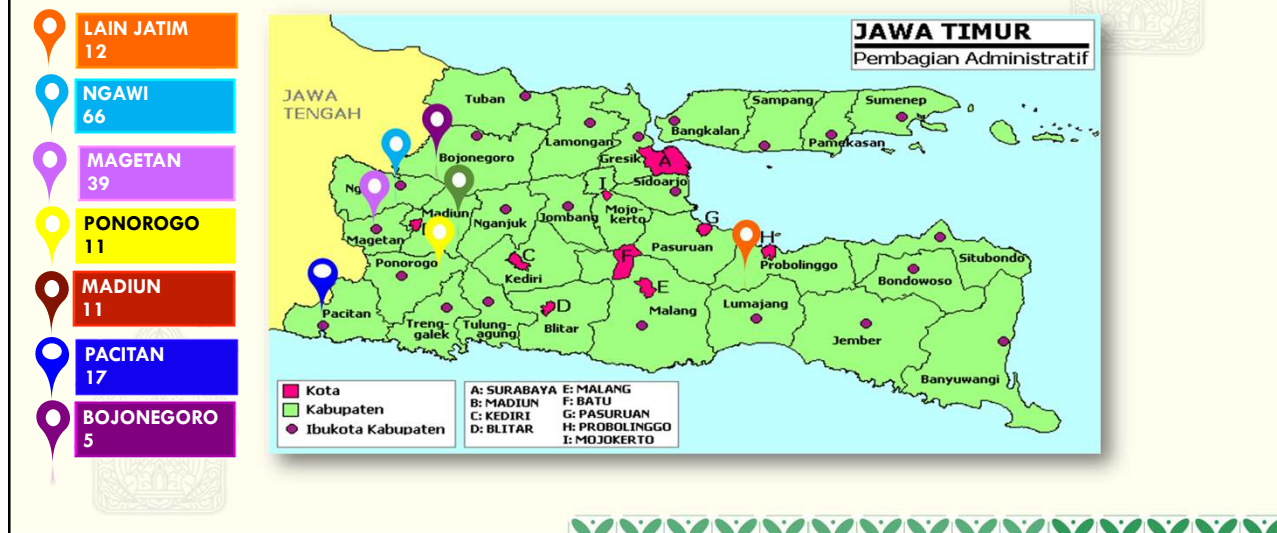 LAIN JATIM
12
NGAWI
66
MAGETAN
39
PONOROGO
11
MADIUN
11
PACITAN
17
BOJONEGORO
5
JAWA TIMUR
Pembagian Administratif
JAWA
TENGAH
Tuban
Bojonegoro
Lamongan
Gresik
A
Bangkalan
Sampang
Pamekasan
Sumenep
Ng
Magetan
Madiun
Nganjuk
Jombang
I
Mojo-
kerto
Sidoarjo
G
Pasuruan
H
Probolinggo
Situbondo
Bondowoso
Ponorogo
C
Kediri
F
E
Malang
Lumajang
Jember
Banyuwangi
Pacitan
Treng-
galek
Tulung-
agung
D
Blitar
Kota
Kabupaten
Ibukota Kabupaten
A: SURABAYA E: MALANG
B: MADIUN F: BATU
C: KEDIRI G: PASURUAN
D: BLITAR H: PROBOLINGGO
I: MOJOKERTO